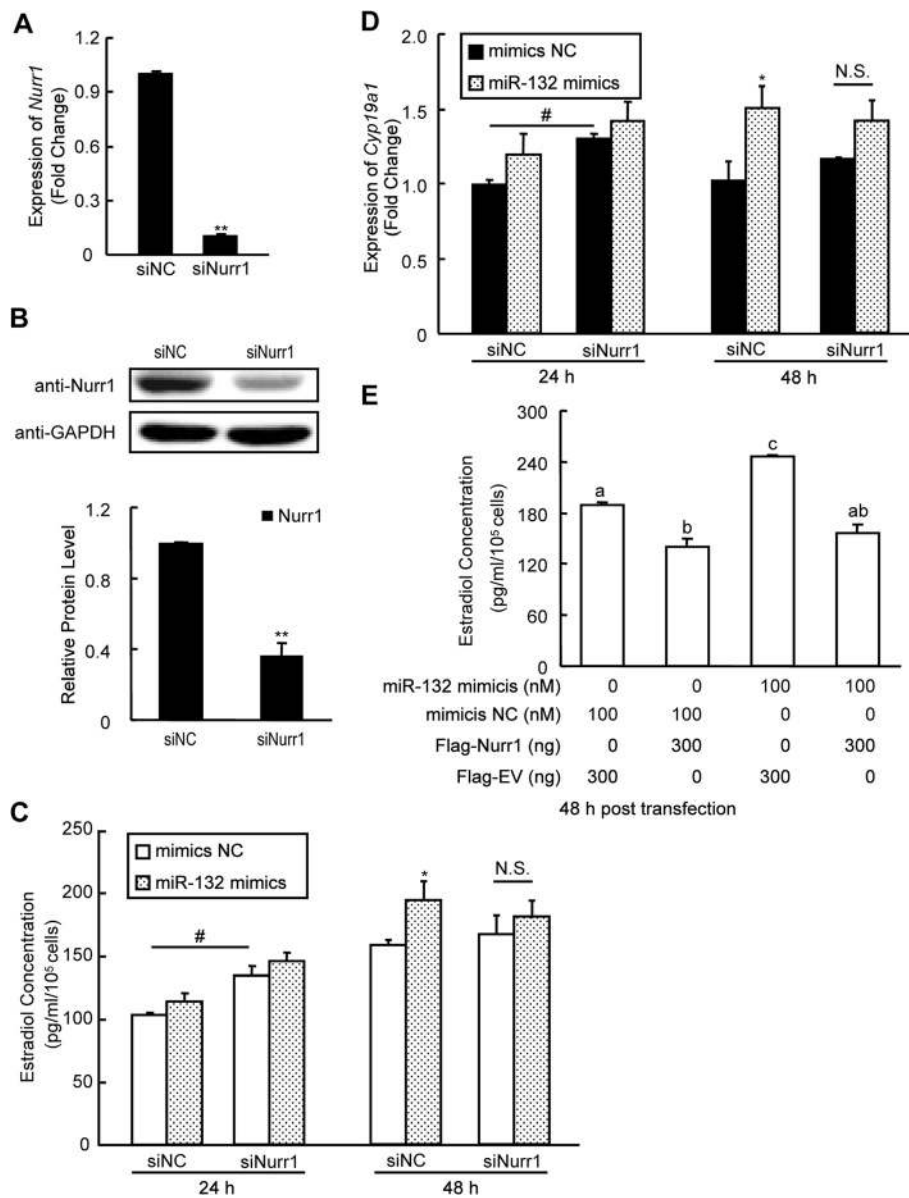 A
Expression of Nurr1
(Fold Change)
1.2
0.9
0.6
0.3
0
**
siNC
siNurr1
B
siNC
siNurr1
anti-Nurr1
anti-GAPDH
Relative Protein Level
1.2
0.8
0.4
0
Nurr1
**
siNC
siNurr1
C
Estradiol Concentration
(pg/ml/10⁵ cells)
250
200
150
100
50
0
mimics NC
miR-132 mimics
#
*
N.S.
siNC
siNurr1
siNC
siNurr1
24 h
48 h
D
Expression of Cyp19a1
(Fold Change)
2.0
1.5
1.0
1.5
0
mimics NC
miR-132 mimics
#
*
N.S.
siNC
siNurr1
siNC
siNurr1
24 h
48 h
E
Estradiol Concentration
(pg/ml/10⁵ cells)
300
240
180
120
60
0
a
b
c
ab
miR-132 mimicis (nM) 0 0 100 100
mimicis NC (nM) 100 100 0 0
Flag-Nurr1 (ng) 0 300 0 300
Flag-EV (ng) 300 0 300 0
48 h post transfection